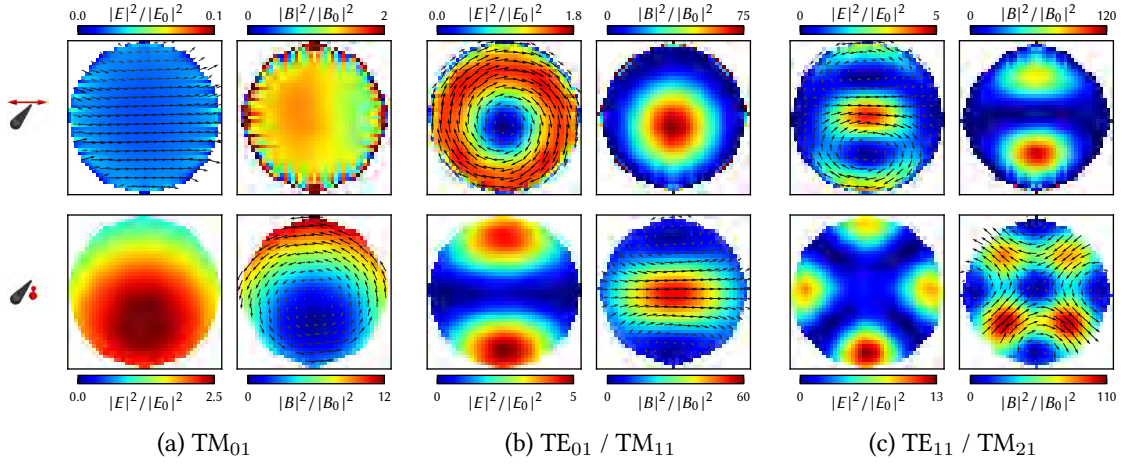 |E|²/|E₀|² |B|²/|B₀|² |E|²/|E₀|² |B|²/|B₀|² |E|²/|E₀|² |B|²/|B₀|²
0.0 0.1 0 2 0.0 1.8 0 75 0 5 0 120
0.0 2.5 0 12 0 5 0 60 0 13 0 110
|E|²/|E₀|² |B|²/|B₀|² |E|²/|E₀|² |B|²/|B₀|² |E|²/|E₀|² |B|²/|B₀|²
(a) TM₀₁ (b) TE₀₁ / TM₁₁ (c) TE₁₁ / TM₂₁